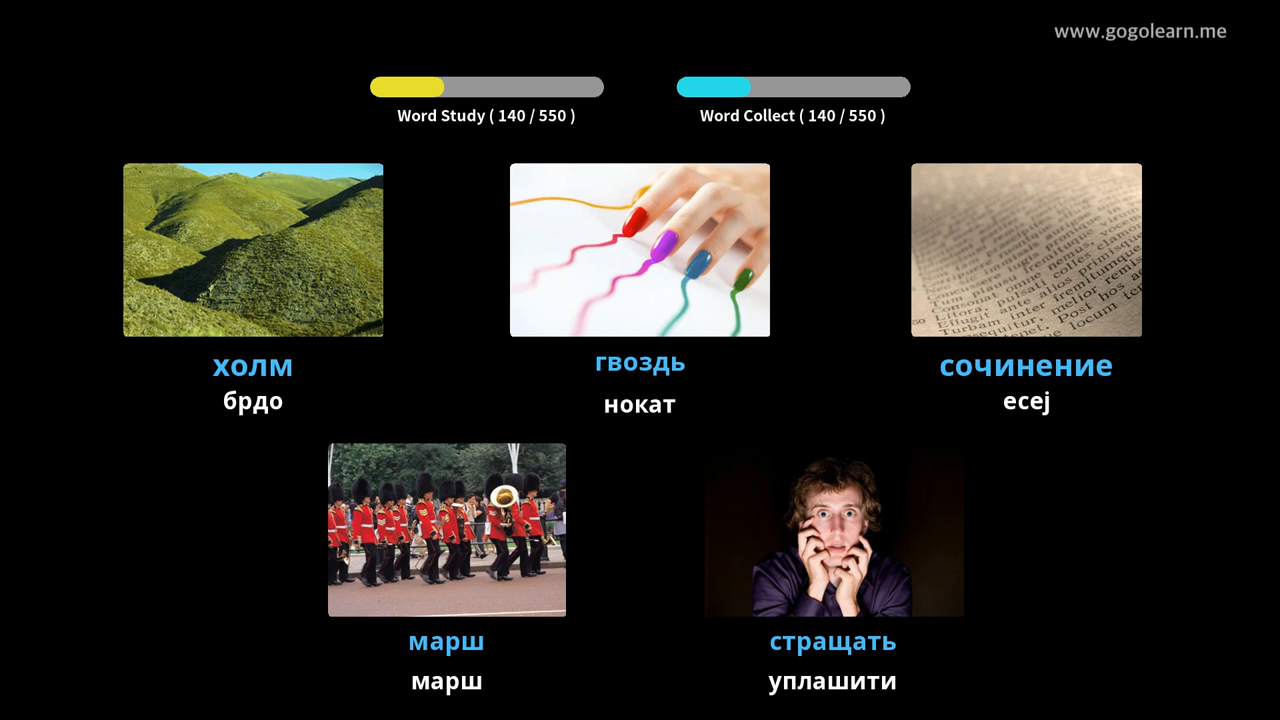 www.gogolearn.me
Word Study ( 140 / 550 )
Word Collect ( 140 / 550 )
холм
брдо
гвоздь
нокат
сочинение
есеј
марш
марш
стращать
уплашити